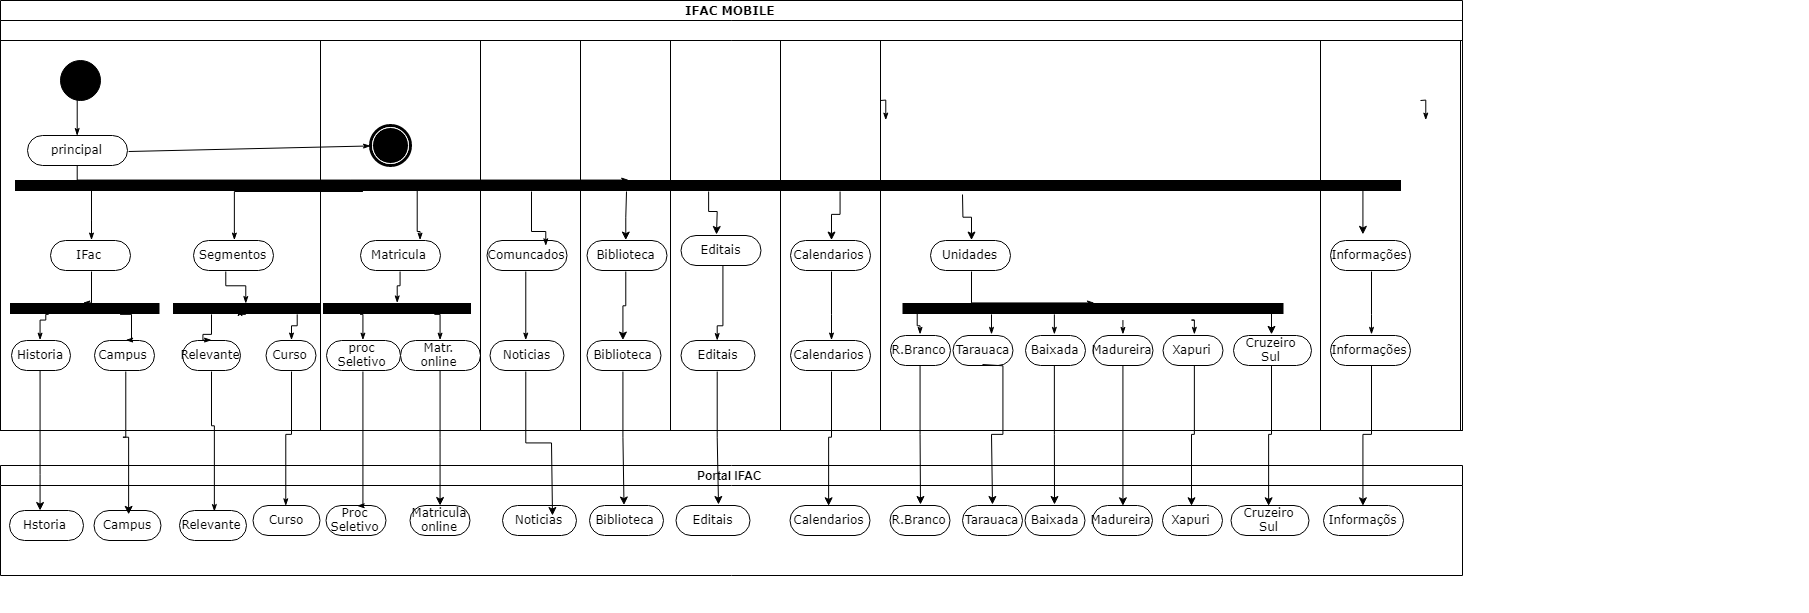 IFAC MOBILE
principal
IFac
Segmentos
Matricula
Comuncados
Biblioteca
Editais
Calendarios
Unidades
Informações
Historia
Campus
Relevante
Curso
proc
Seletivo
Matr.
online
Noticias
Biblioteca
Editais
Calendarios
R.Branco
Tarauaca
Baixada
Madureira
Xapuri
Cruzeiro
Sul
Informações
Portal IFAC
Hstoria
Campus
Relevante
Curso
Proc
Seletivo
Matricula
online
Noticias
Biblioteca
Editais
Calendarios
R.Branco
Tarauaca
Baixada
Madureira
Xapuri
Cruzeiro
Sul
Informaçõs